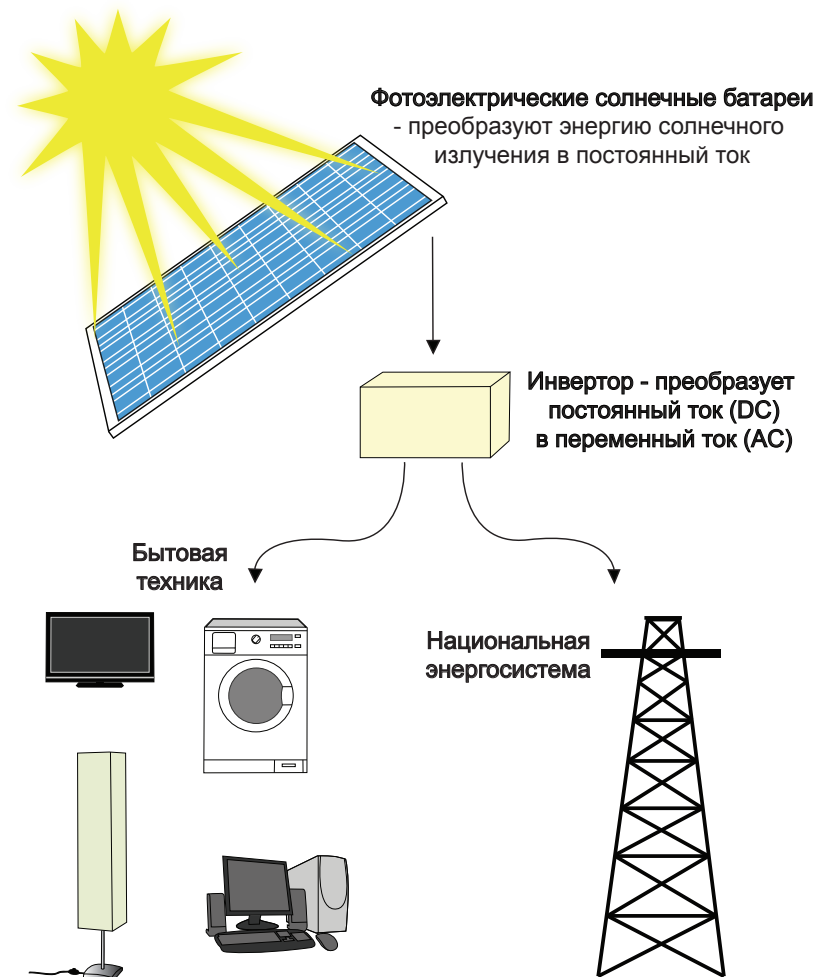 Фотоэлектрические солнечные батареи
- преобразуют энергию солнечного
излучения в постоянный ток
Инвертор - преобразует
постоянный ток (DC)
в переменный ток (AC)
Бытовая
техника
Национальная
энергосистема